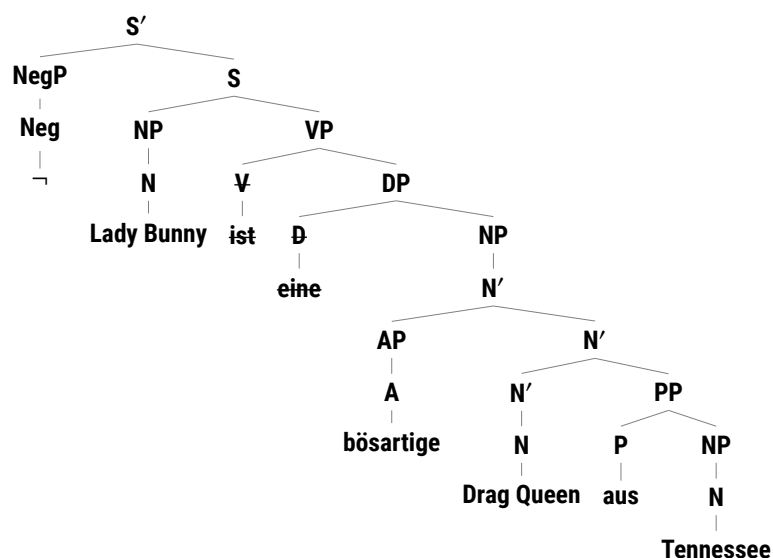 S′
NegP S
Neg NP VP
¬ N V DP
Lady Bunny ist D NP
eine N′
AP N′
A N′ PP
bösartige N P NP
Drag Queen aus N
Tennessee